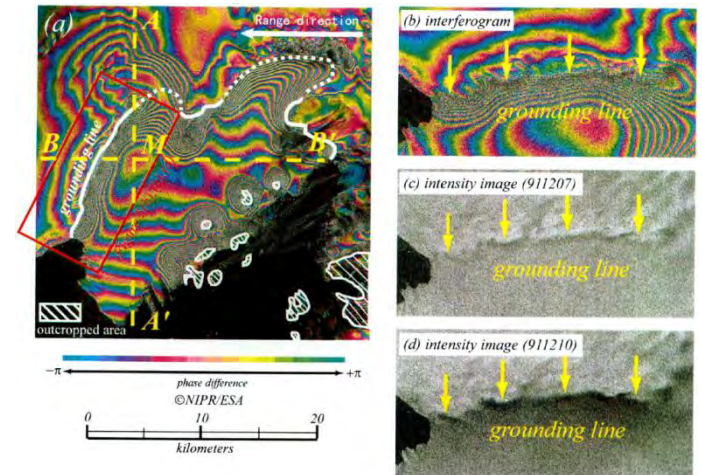 (a)
A
Range direction
B
M
B'
grounding line
A'
outcropped area
−π
+π
phase difference
©NIPR/ESA
0
10
20
kilometers
(b) interferogram
grounding line
(c) intensity image (911207)
grounding line
(d) intensity image (911210)
grounding line